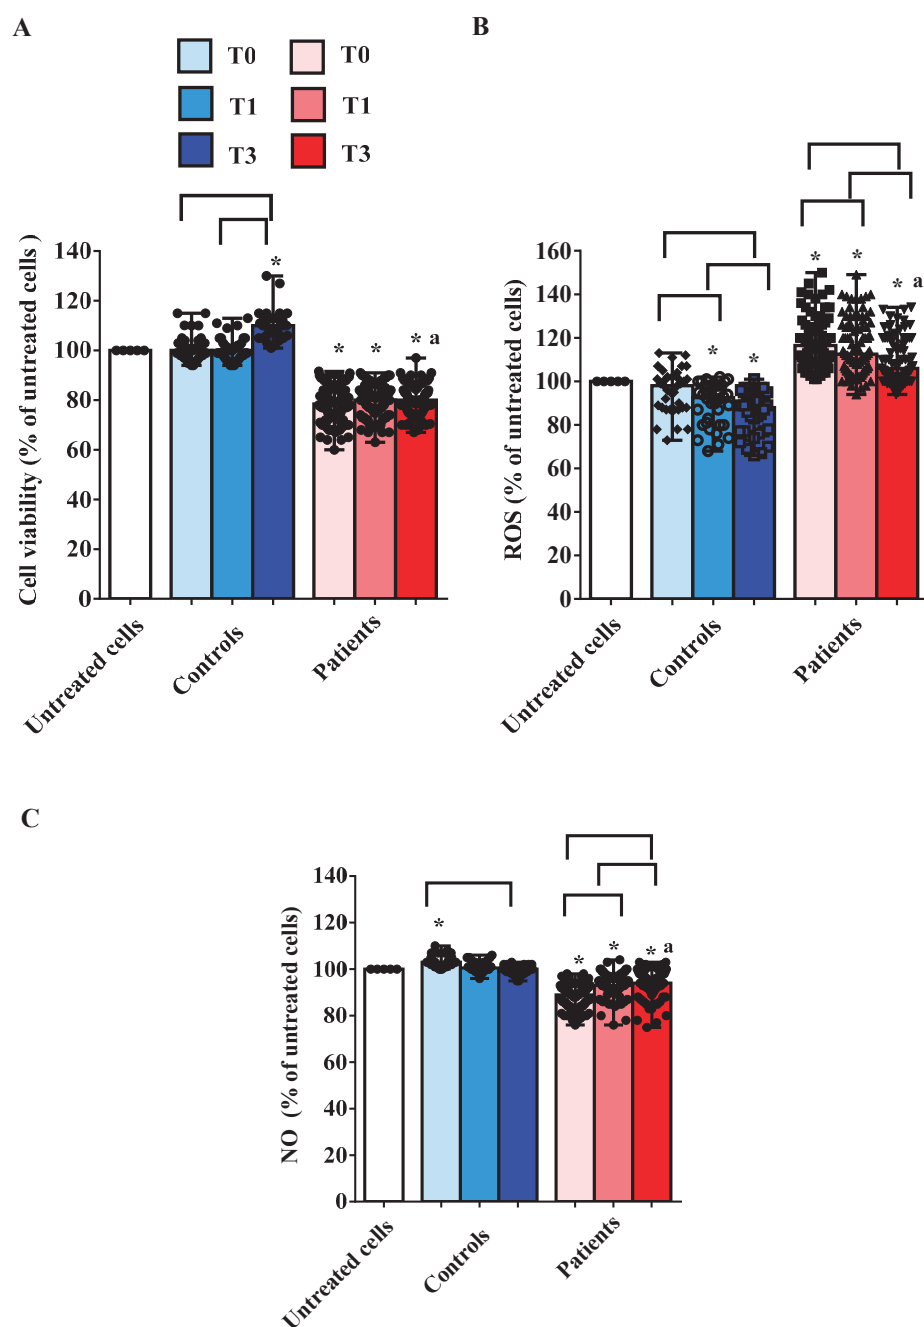 A
B
T0 T0
T1 T1
T3 T3
Cell viability (% of untreated cells )
140
120
100
80
60
40
20
0
*
* * * a
Untreated cells
Controls
Patients
ROS (% of untreated cells)
160
140
120
100
80
60
40
20
0
* *
* * * a
Untreated cells
Controls
Patients
C
NO (% of untreated cells)
140
120
100
80
60
40
20
0
*
* * * a
Untreated cells
Controls
Patients